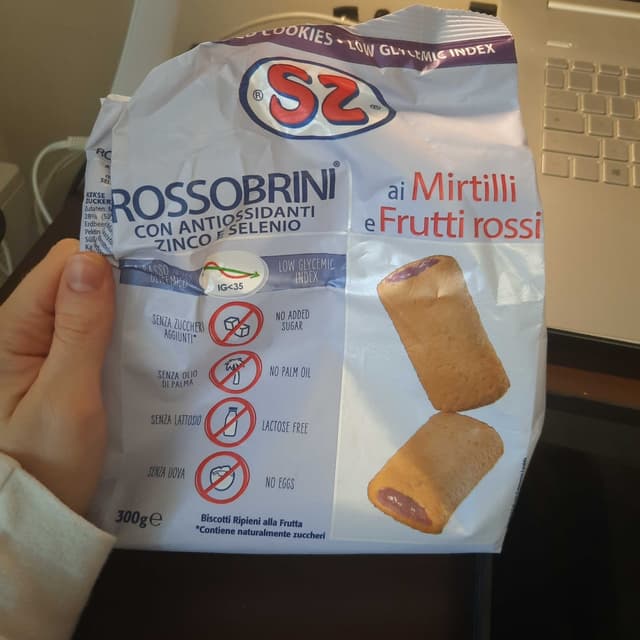 COOKIES • LOW GLYCEMIC INDEX
® SZ
ROSSOBRINI®
CON ANTIOSSIDANTI
ZINCO E SELENIO
ai Mirtilli
e Frutti rossi
LOW GLYCEMIC
INDEX
IG<35
SENZA ZUCCHERI
AGGIUNTI*
NO ADDED
SUGAR
SENZA OLIO
DI PALMA
NO PALM OIL
SENZA LATTOSIO
LACTOSE FREE
SENZA UOVA
NO EGGS
300g e
Biscotti Ripieni alla Frutta
*Contiene naturalmente zuccheri